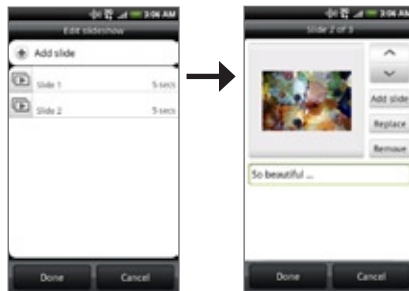 3:06 AM
Edit slideshow
Add slide
Slide 1 5 secs
Slide 2 5 secs
Done Cancel
3:06 AM
Slide 2 of 3
Add slide
Replace
Remove
So beautiful ...
Done Cancel